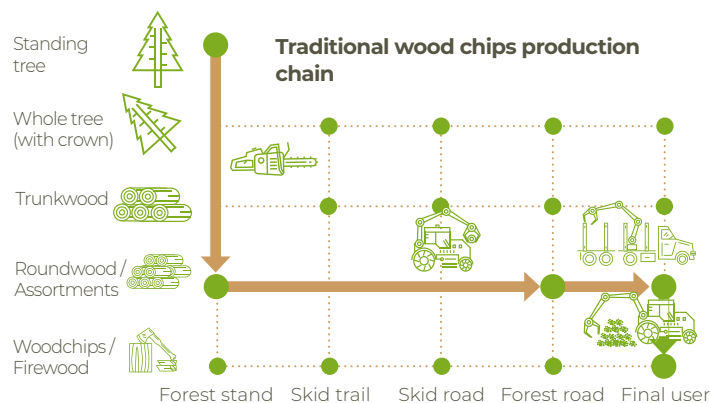 Traditional wood chips production
chain
Standing
tree
Whole tree
(with crown)
Trunkwood
Roundwood /
Assortments
Woodchips /
Firewood
Forest stand
Skid trail
Skid road
Forest road
Final user